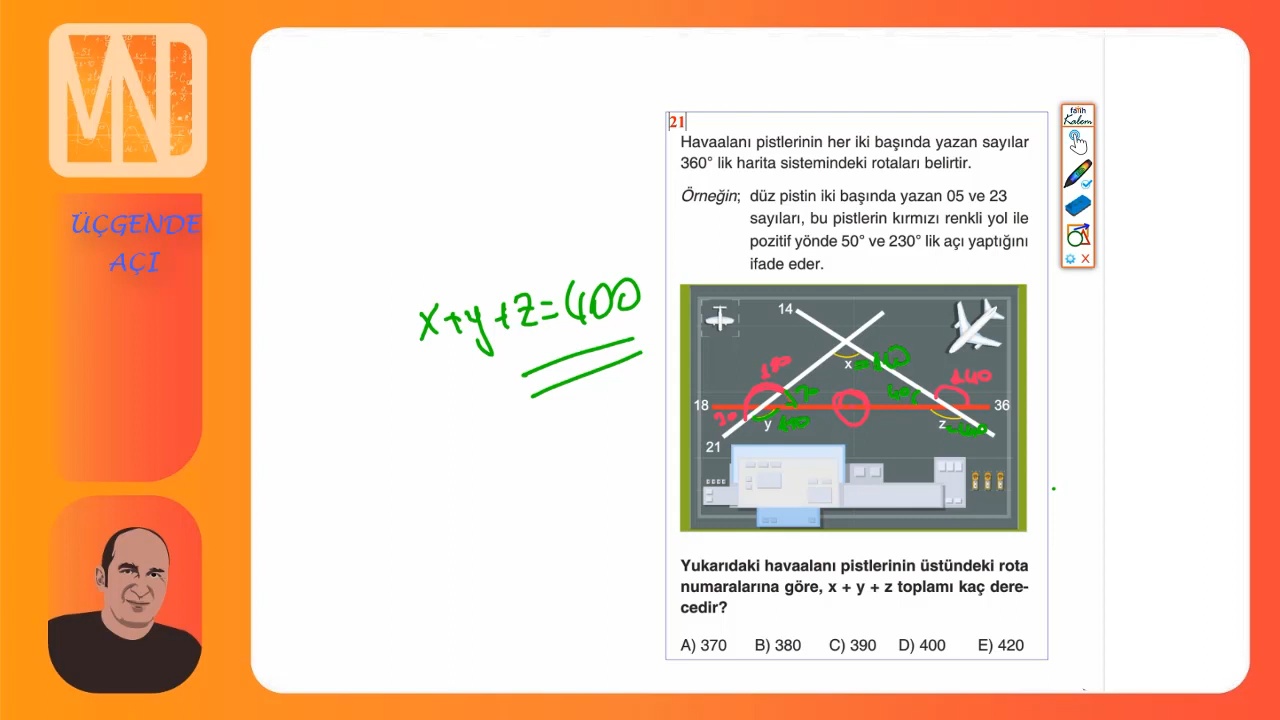 ÜÇGENDE
AÇI
x+y+z=400
21
Havaalanı pistlerinin her iki başında yazan sayılar
360° lik harita sistemindeki rotaları belirtir.
Örneğin; düz pistin iki başında yazan 05 ve 23
sayıları, bu pistlerin kırmızı renkli yol ile
pozitif yönde 50° ve 230° lik açı yaptığını
ifade eder.
14
x
180
140
18
36
30
y
z
21
Yukarıdaki havaalanı pistlerinin üstündeki rota
numaralarına göre, x + y + z toplamı kaç dere-
cedir?
A) 370 B) 380 C) 390 D) 400 E) 420
fatih
Kalem